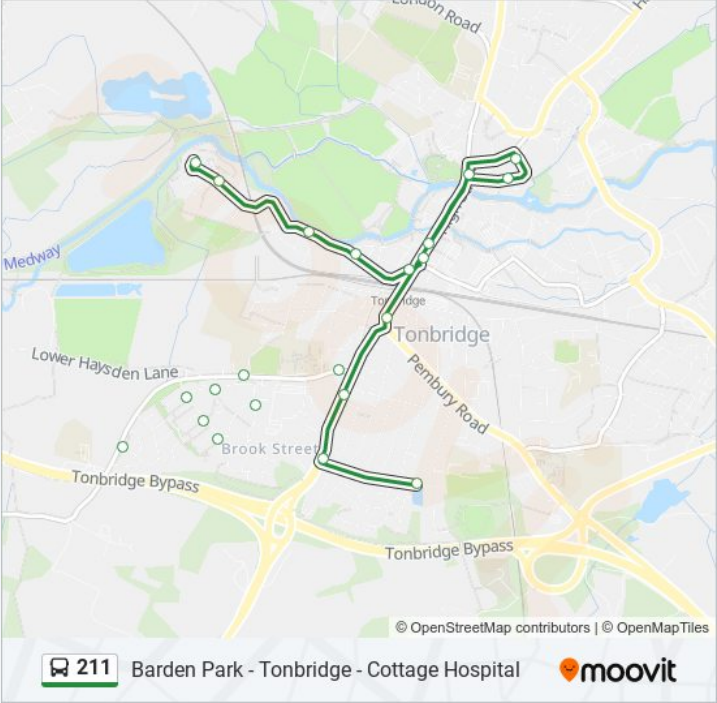 London Road
Medway
Tonbridge
Tonbridge
Lower Haysden Lane
Pembury Road
Brook Street
Tonbridge Bypass
Tonbridge Bypass
© OpenStreetMap contributors | © OpenMapTiles
211 Barden Park - Tonbridge - Cottage Hospital moovit